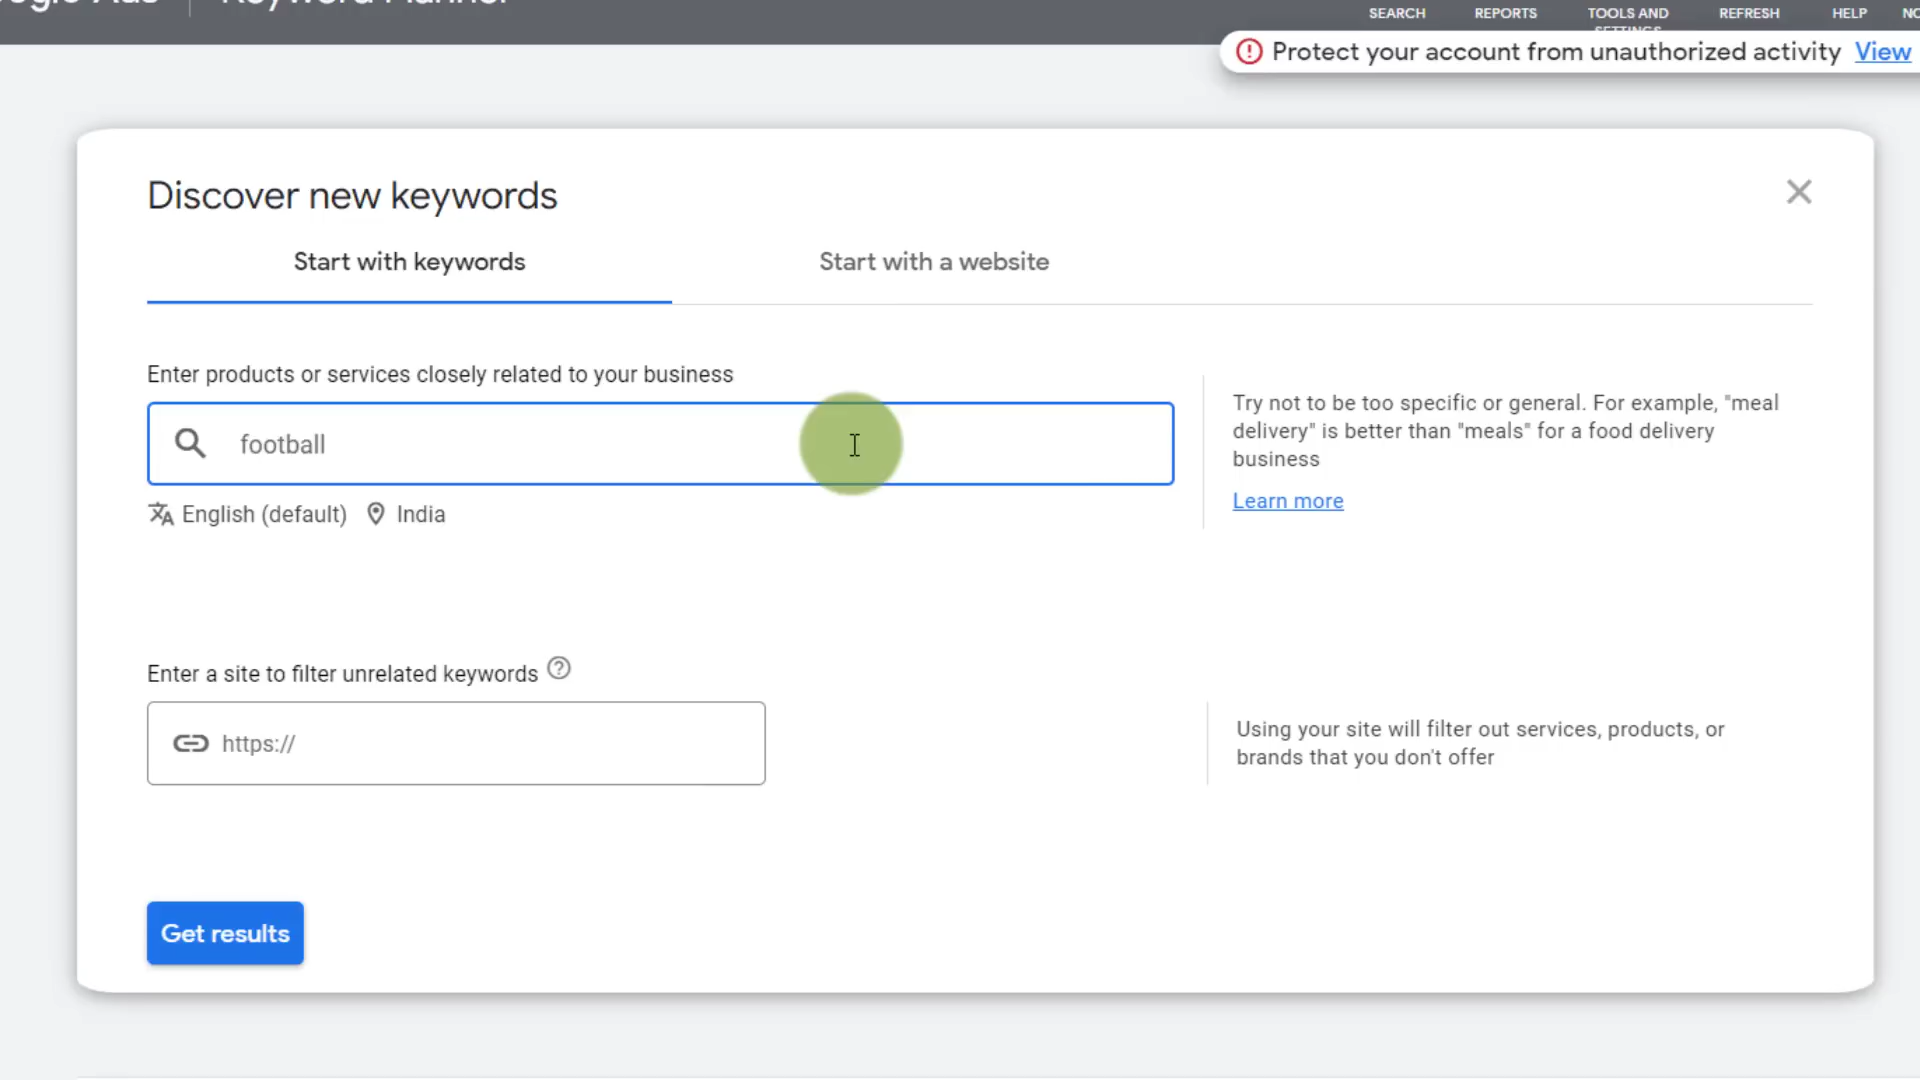 SEARCH
REPORTS
TOOLS AND
SETTINGS
REFRESH
HELP
Protect your account from unauthorized activity View
Discover new keywords
Start with keywords
Start with a website
Enter products or services closely related to your business
football
English (default) India
Try not to be too specific or general. For example, "meal
delivery" is better than "meals" for a food delivery
business
Learn more
Enter a site to filter unrelated keywords
https://
Using your site will filter out services, products, or
brands that you don't offer
Get results